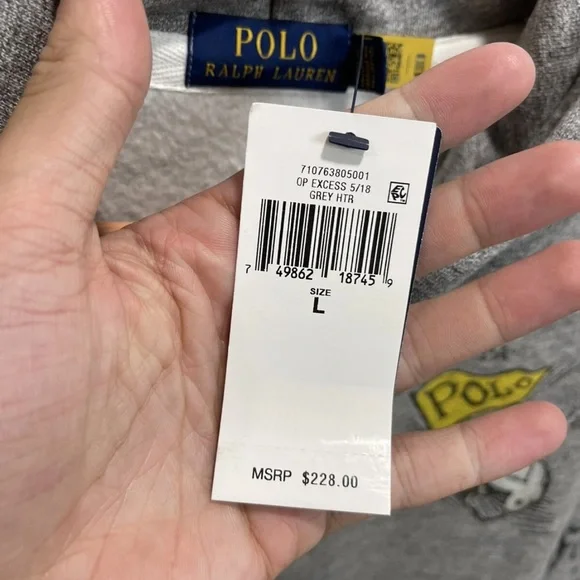 POLO
RALPH LAUREN
710763805001
OP EXCESS 5/18
GREY HTR
7 49862 18745 9
SIZE
L
POLO
MSRP $228.00